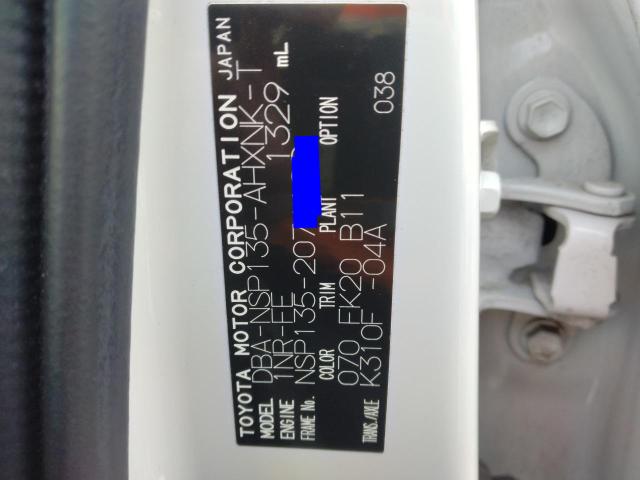 TOYOTA MOTOR CORPORATION JAPAN
MODEL DBA-NSP135-AHXNK-T
ENGINE 1NR-FE 1329 mL
FRAME No. NSP135-207
COLOR TRIM PLANT OPTION
070 FK20 B11 038
TRANS./AXLE K310F -04A